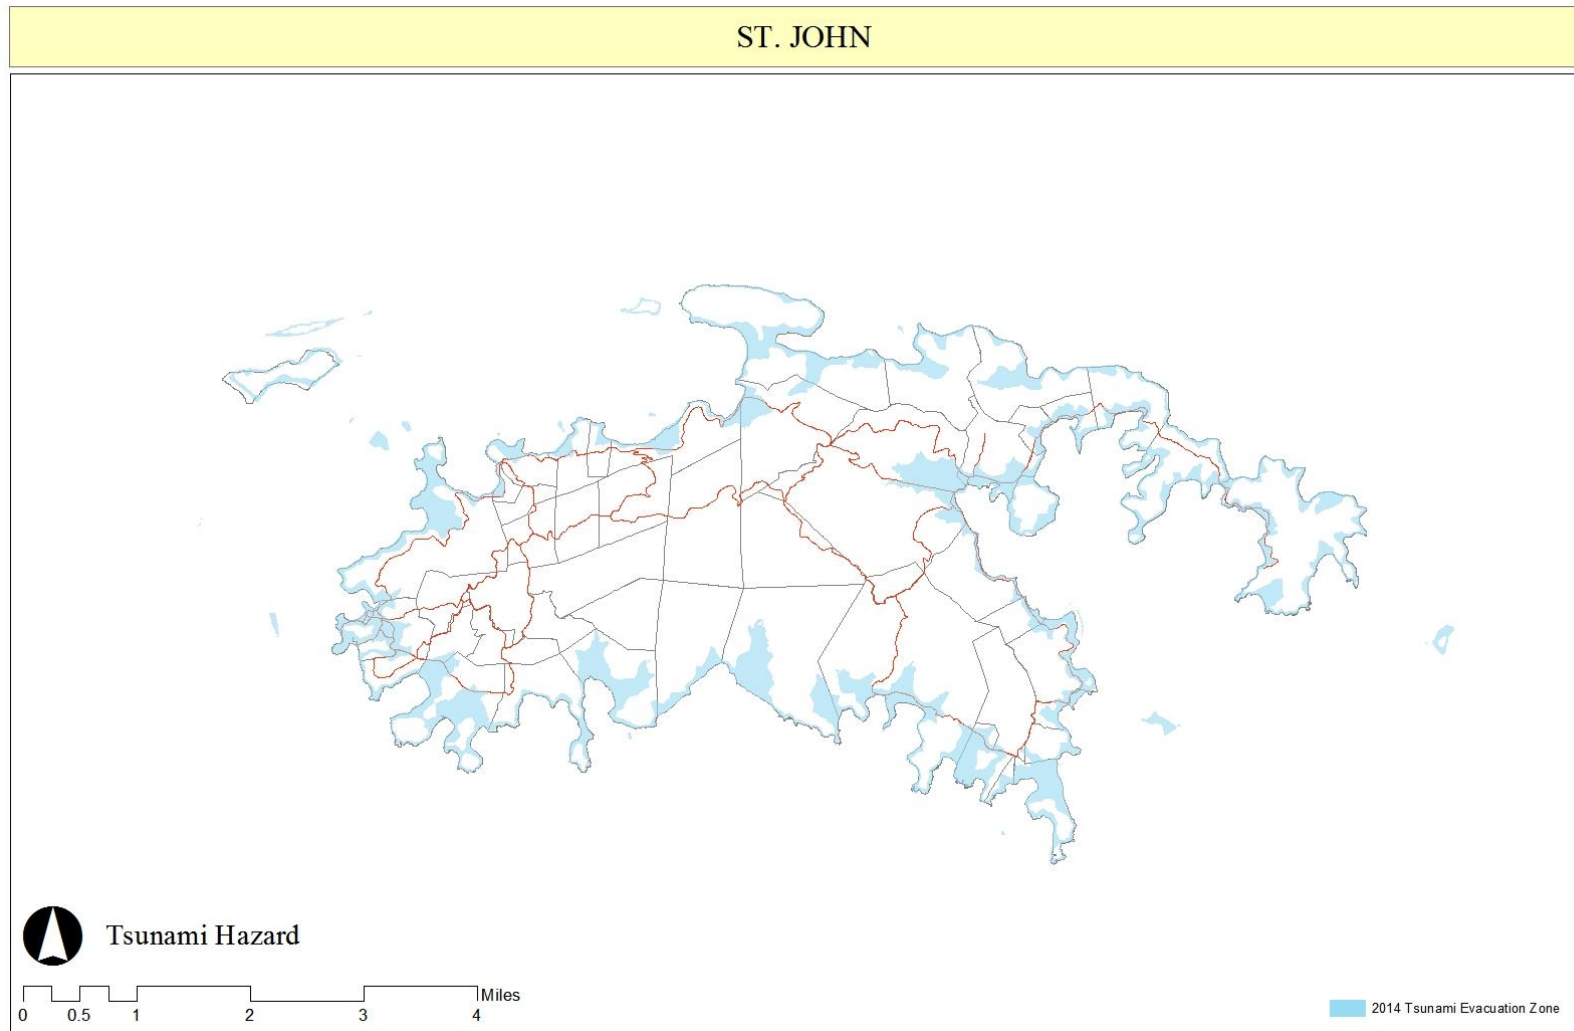 ST. JOHN
Tsunami Hazard
Miles
0 0.5 1 2 3 4
2014 Tsunami Evacuation Zone